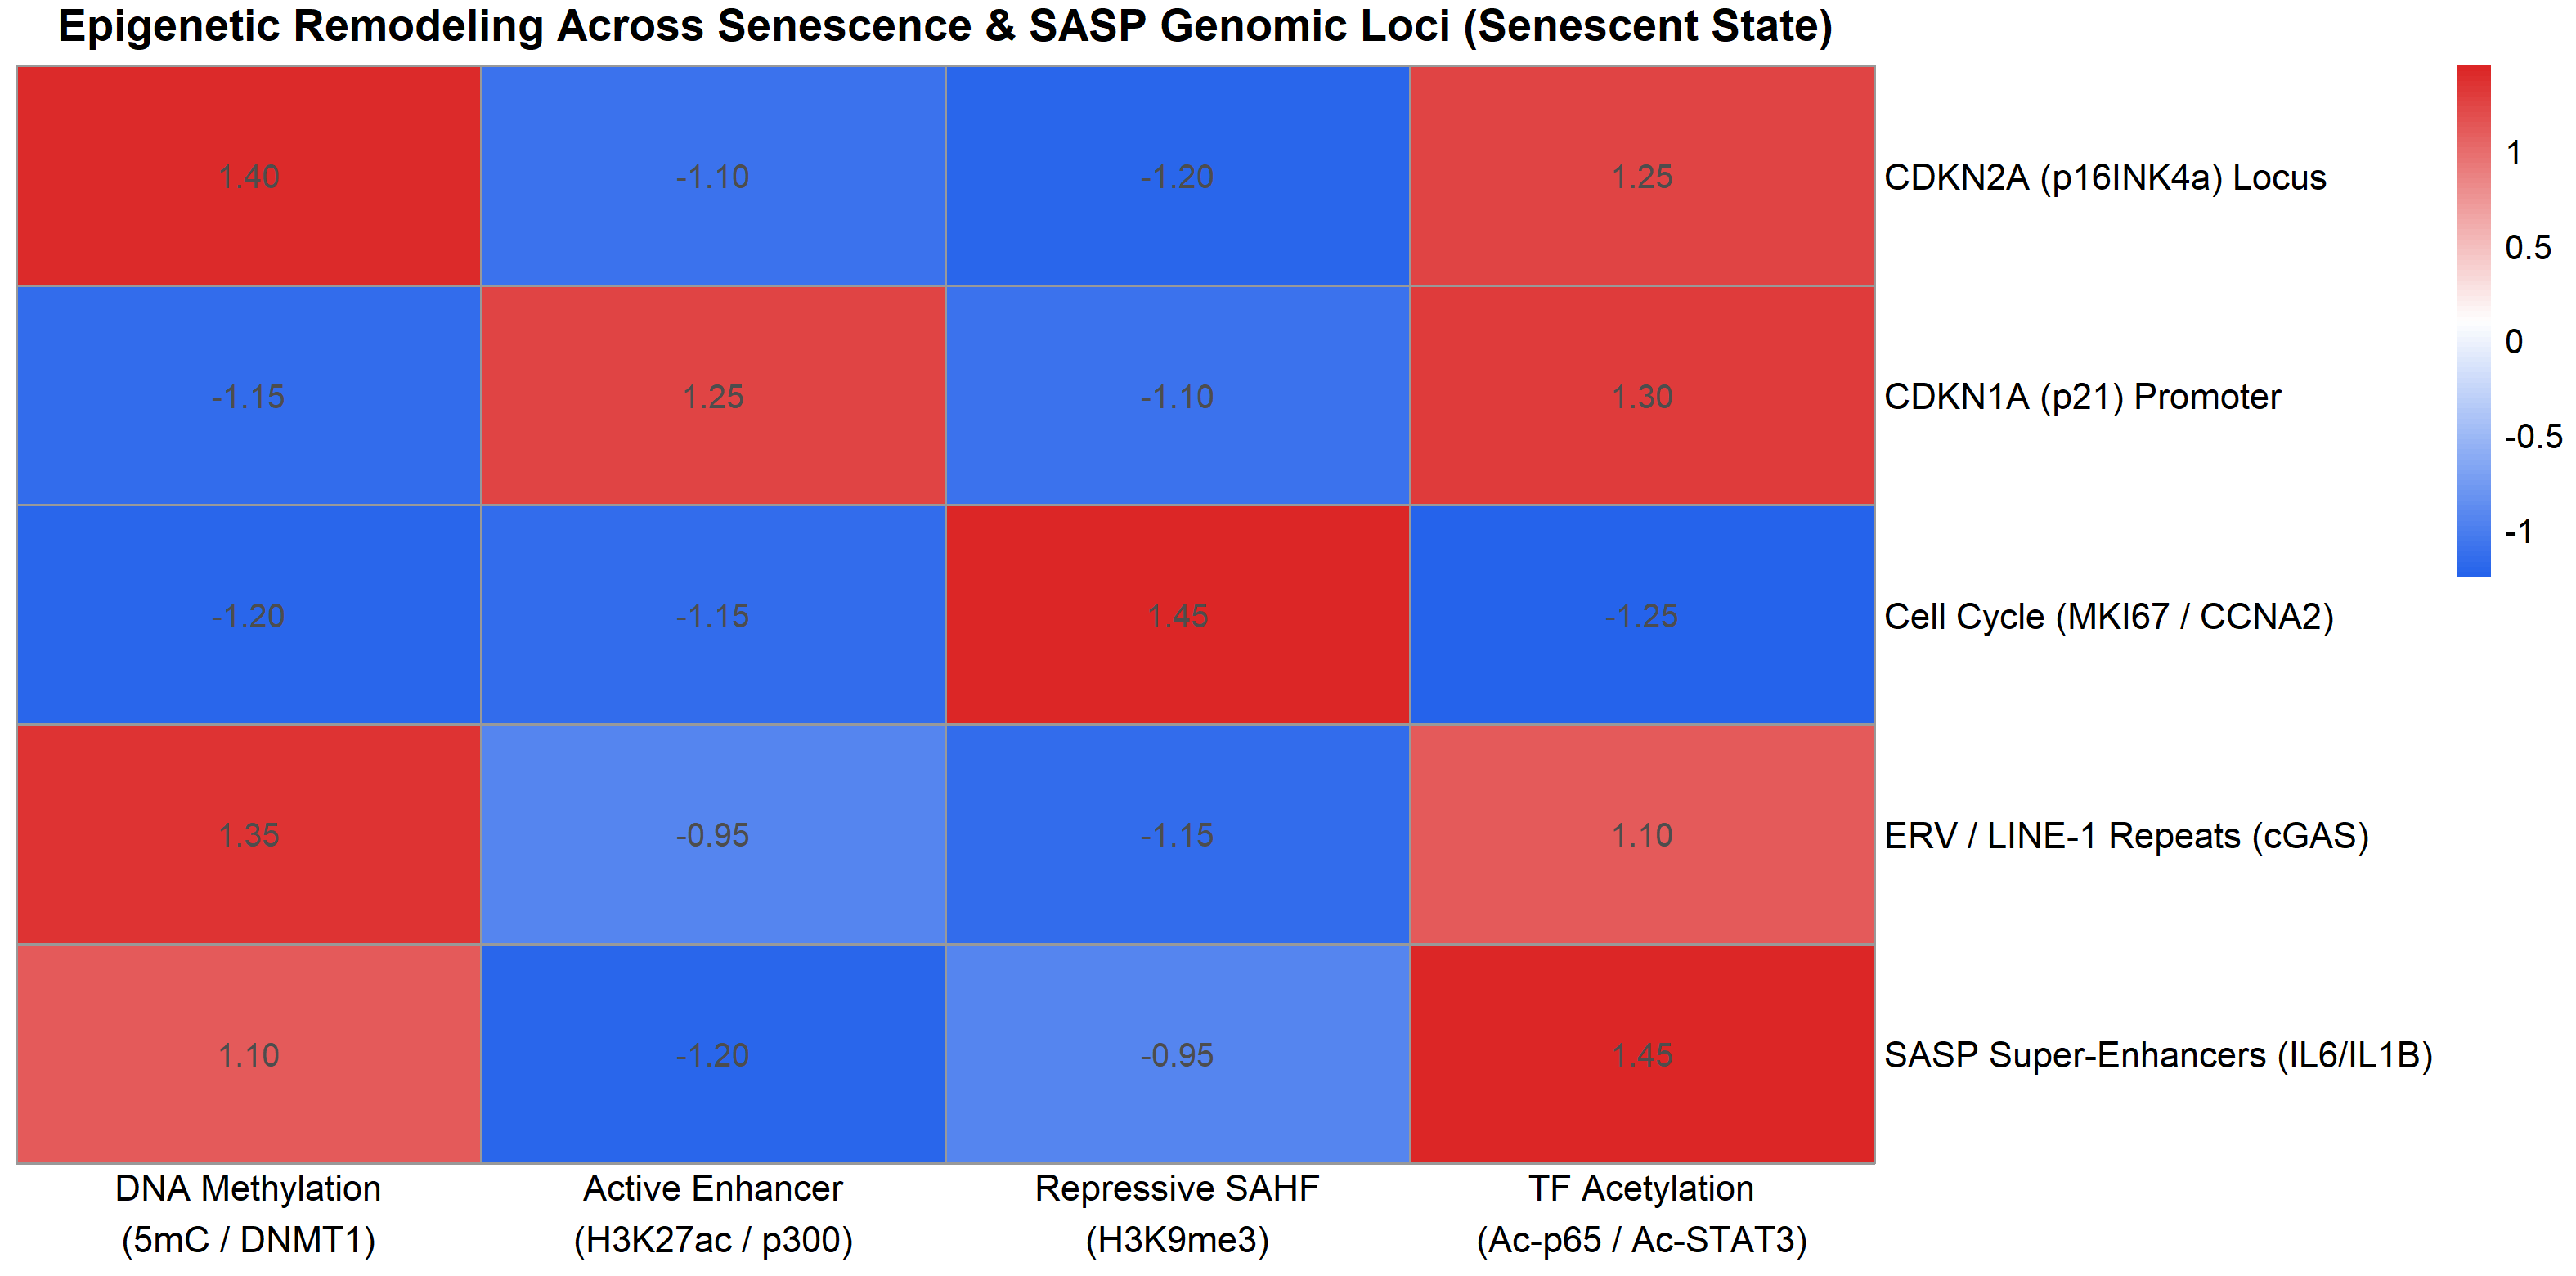 Epigenetic Remodeling Across Senescence & SASP Genomic Loci (Senescent State)
1.40 -1.10 -1.20 1.25 CDKN2A (p16INK4a) Locus
-1.15 1.25 -1.10 1.30 CDKN1A (p21) Promoter
-1.20 -1.15 1.45 -1.25 Cell Cycle (MKI67 / CCNA2)
1.35 -0.95 -1.15 1.10 ERV / LINE-1 Repeats (cGAS)
1.10 -1.20 -0.95 1.45 SASP Super-Enhancers (IL6/IL1B)
DNA Methylation Active Enhancer Repressive SAHF TF Acetylation
(5mC / DNMT1) (H3K27ac / p300) (H3K9me3) (Ac-p65 / Ac-STAT3)
1
0.5
0
-0.5
-1